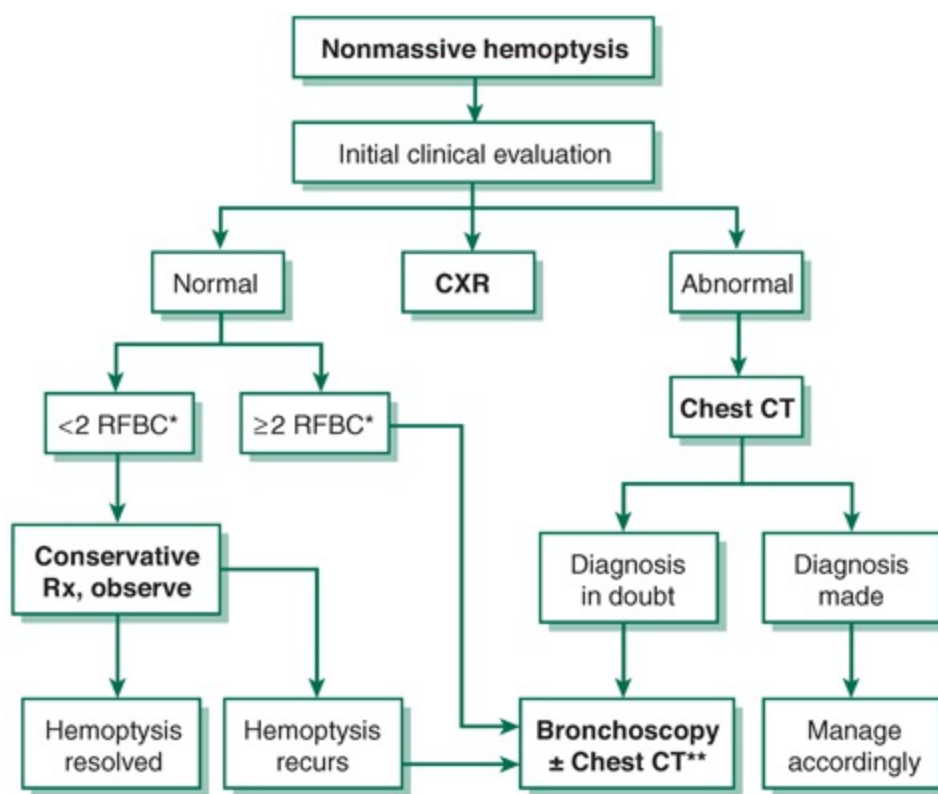 Nonmassive hemoptysis
Initial clinical evaluation
Normal
CXR
Abnormal
<2 RFBC*
≥2 RFBC*
Chest CT
Conservative
Rx, observe
Diagnosis
in doubt
Diagnosis
made
Hemoptysis
resolved
Hemoptysis
recurs
Bronchoscopy
± Chest CT**
Manage
accordingly